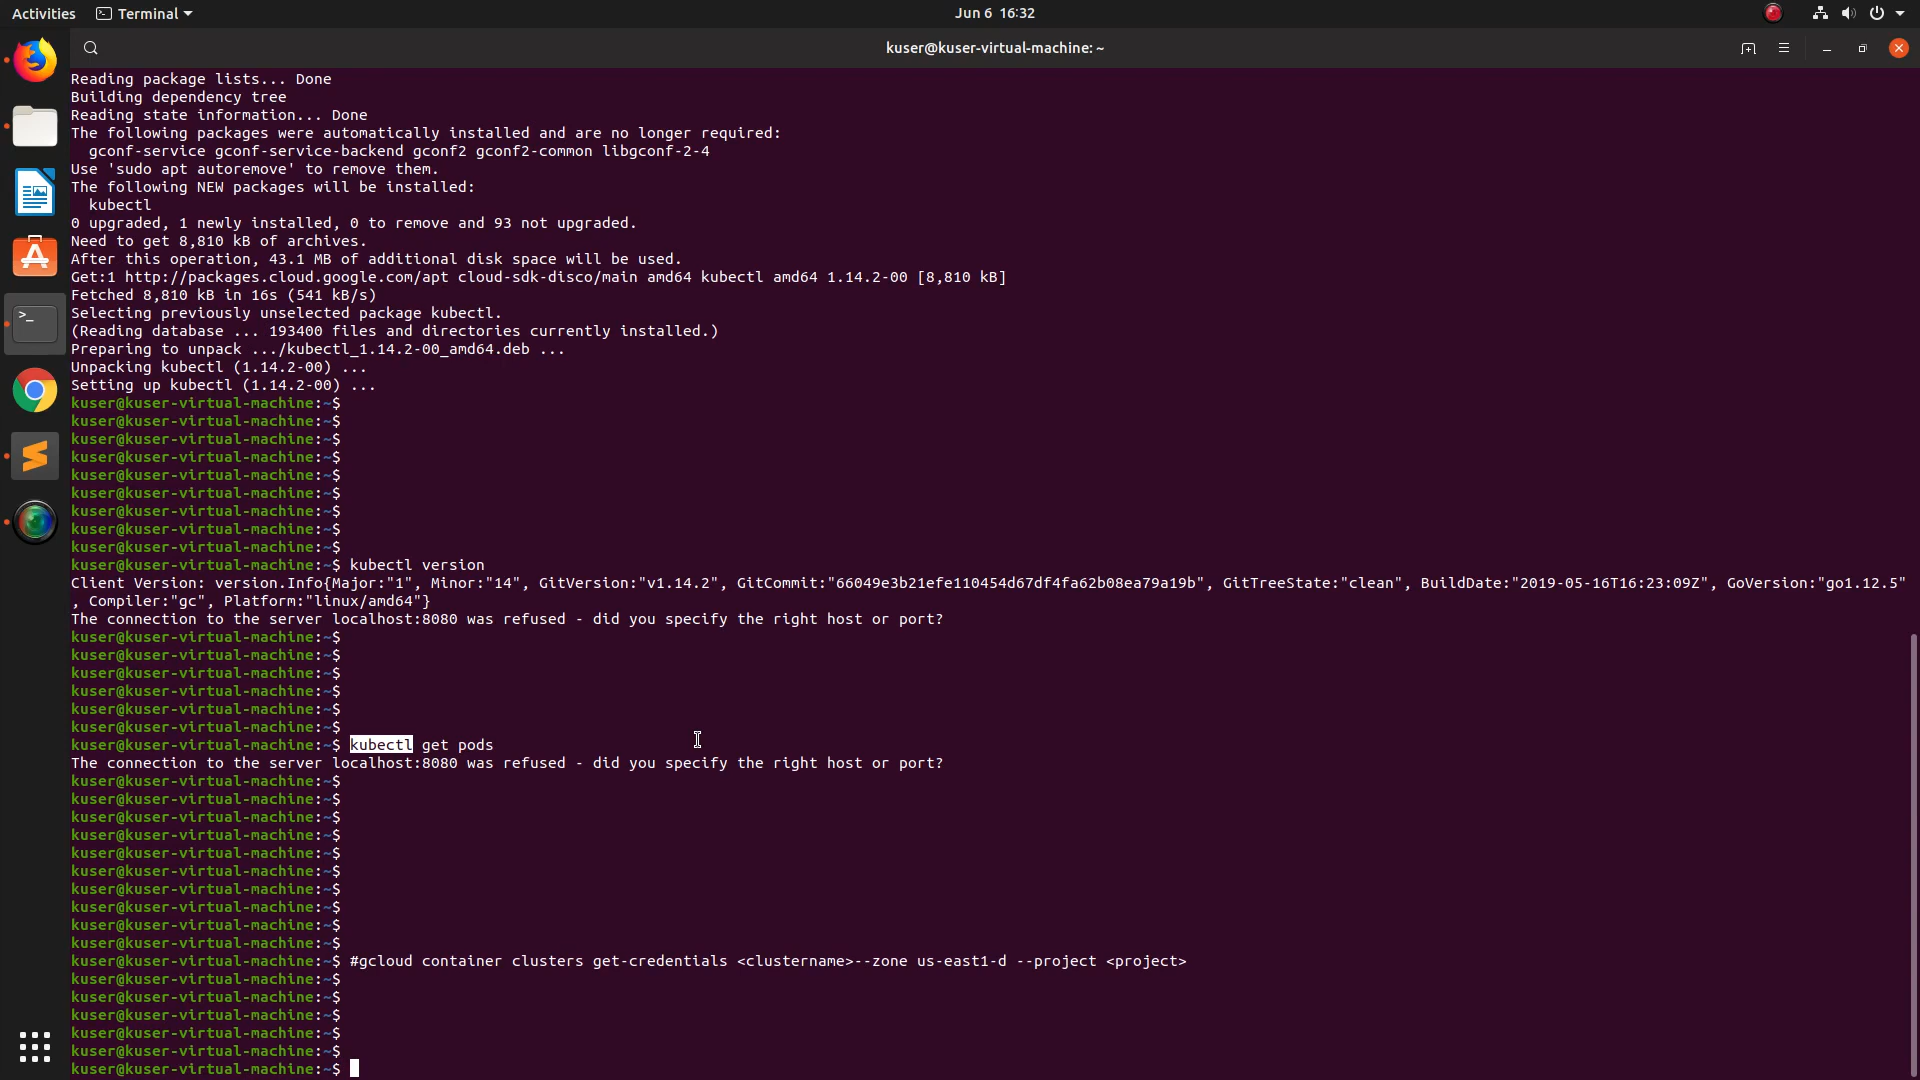 Activities Terminal Jun 6 16:32
kuser@kuser-virtual-machine: ~
Reading package lists... Done
Building dependency tree
Reading state information... Done
The following packages were automatically installed and are no longer required:
  gconf-service gconf-service-backend gconf2 gconf2-common libgconf-2-4
Use 'sudo apt autoremove' to remove them.
The following NEW packages will be installed:
  kubectl
0 upgraded, 1 newly installed, 0 to remove and 93 not upgraded.
Need to get 8,810 kB of archives.
After this operation, 43.1 MB of additional disk space will be used.
Get:1 http://packages.cloud.google.com/apt cloud-sdk-disco/main amd64 kubectl amd64 1.14.2-00 [8,810 kB]
Fetched 8,810 kB in 16s (541 kB/s)
Selecting previously unselected package kubectl.
(Reading database ... 193400 files and directories currently installed.)
Preparing to unpack .../kubectl_1.14.2-00_amd64.deb ...
Unpacking kubectl (1.14.2-00) ...
Setting up kubectl (1.14.2-00) ...
kuser@kuser-virtual-machine:~$
kuser@kuser-virtual-machine:~$
kuser@kuser-virtual-machine:~$
kuser@kuser-virtual-machine:~$
kuser@kuser-virtual-machine:~$
kuser@kuser-virtual-machine:~$
kuser@kuser-virtual-machine:~$
kuser@kuser-virtual-machine:~$
kuser@kuser-virtual-machine:~$
kuser@kuser-virtual-machine:~$ kubectl version
Client Version: version.Info{Major:"1", Minor:"14", GitVersion:"v1.14.2", GitCommit:"66049e3b21efe110454d67df4fa62b08ea79a19b", GitTreeState:"clean", BuildDate:"2019-05-16T16:23:09Z", GoVersion:"go1.12.5"
, Compiler:"gc", Platform:"linux/amd64"}
The connection to the server localhost:8080 was refused - did you specify the right host or port?
kuser@kuser-virtual-machine:~$
kuser@kuser-virtual-machine:~$
kuser@kuser-virtual-machine:~$
kuser@kuser-virtual-machine:~$
kuser@kuser-virtual-machine:~$
kuser@kuser-virtual-machine:~$
kuser@kuser-virtual-machine:~$ kubectl get pods
The connection to the server localhost:8080 was refused - did you specify the right host or port?
kuser@kuser-virtual-machine:~$
kuser@kuser-virtual-machine:~$
kuser@kuser-virtual-machine:~$
kuser@kuser-virtual-machine:~$
kuser@kuser-virtual-machine:~$
kuser@kuser-virtual-machine:~$
kuser@kuser-virtual-machine:~$
kuser@kuser-virtual-machine:~$
kuser@kuser-virtual-machine:~$
kuser@kuser-virtual-machine:~$
kuser@kuser-virtual-machine:~$ #gcloud container clusters get-credentials <clustername>--zone us-east1-d --project <project>
kuser@kuser-virtual-machine:~$
kuser@kuser-virtual-machine:~$
kuser@kuser-virtual-machine:~$
kuser@kuser-virtual-machine:~$
kuser@kuser-virtual-machine:~$
kuser@kuser-virtual-machine:~$